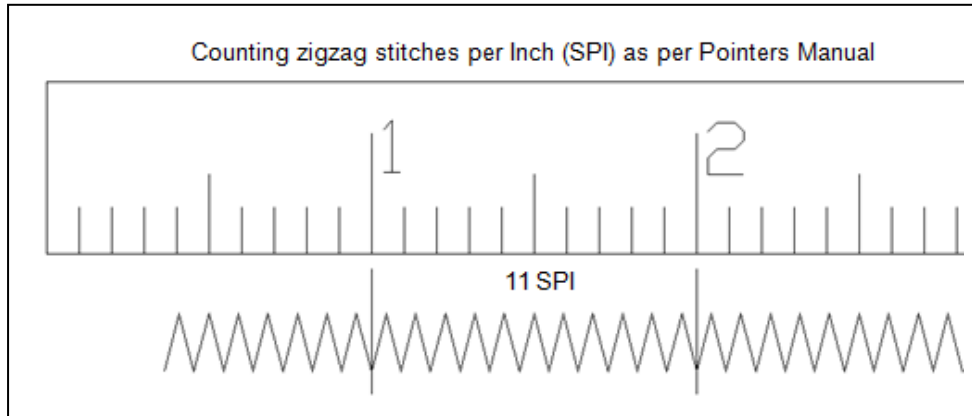 Counting zigzag stitches per Inch (SPI) as per Pointers Manual
1 2
11 SPI